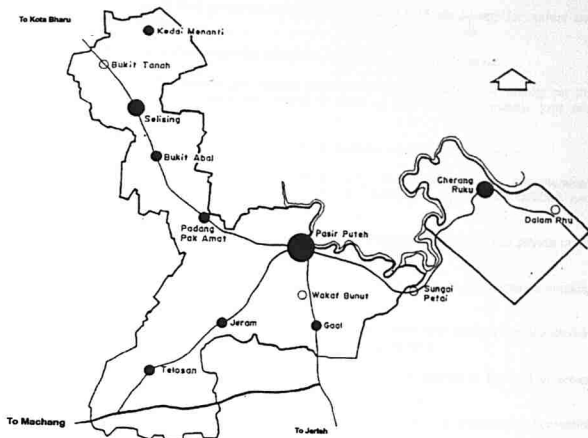 To Kota Bharu
Kedai Menanti
Bukit Tanah
Selising
Bukit Abal
Cherang
Ruku
Dalam Rhu
Padang
Pak Amat
Pasir Puteh
Sungai
Petai
Wakaf Bunut
Jeram
Gaal
Telosan
To Machang
To Jerteh